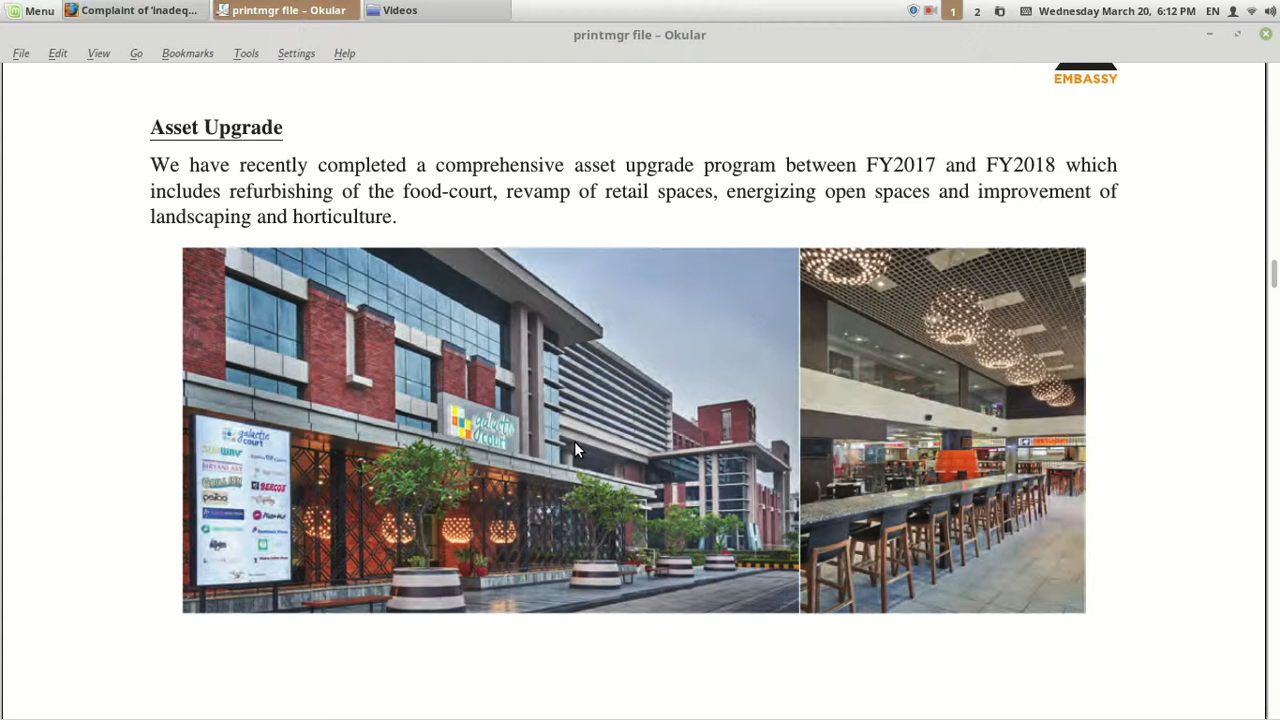 Menu
Complaint of 'inadeq...
printmgr file – Okular
Videos
1
2
Wednesday March 20, 6:12 PM
EN
printmgr file – Okular
File Edit View Go Bookmarks Tools Settings Help
EMBASSY
Asset Upgrade
We have recently completed a comprehensive asset upgrade program between FY2017 and FY2018 which
includes refurbishing of the food-court, revamp of retail spaces, energizing open spaces and improvement of
landscaping and horticulture.
galactic
court
galactic
court
SUBWAY